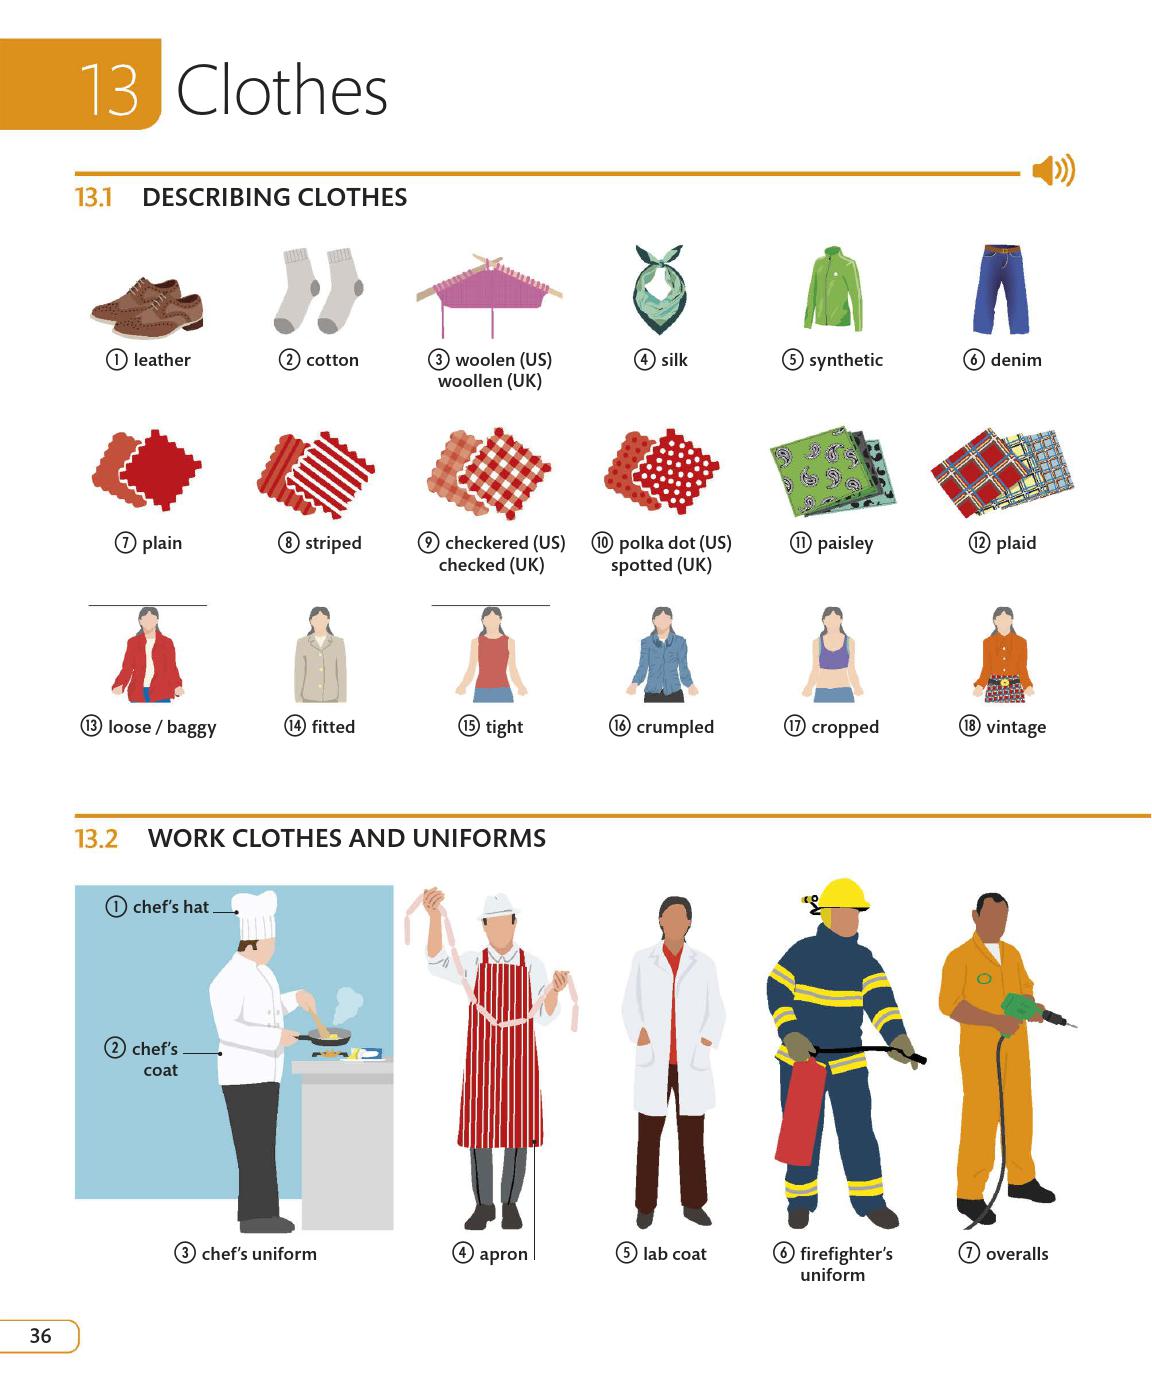 13 Clothes
13.1 DESCRIBING CLOTHES
1 leather
2 cotton
3 woolen (US)
woollen (UK)
4 silk
5 synthetic
6 denim
7 plain
8 striped
9 checkered (US)
checked (UK)
10 polka dot (US)
spotted (UK)
11 paisley
12 plaid
13 loose / baggy
14 fitted
15 tight
16 crumpled
17 cropped
18 vintage
13.2 WORK CLOTHES AND UNIFORMS
1 chef's hat
2 chef's
coat
3 chef's uniform
4 apron
5 lab coat
6 firefighter's
uniform
7 overalls
36